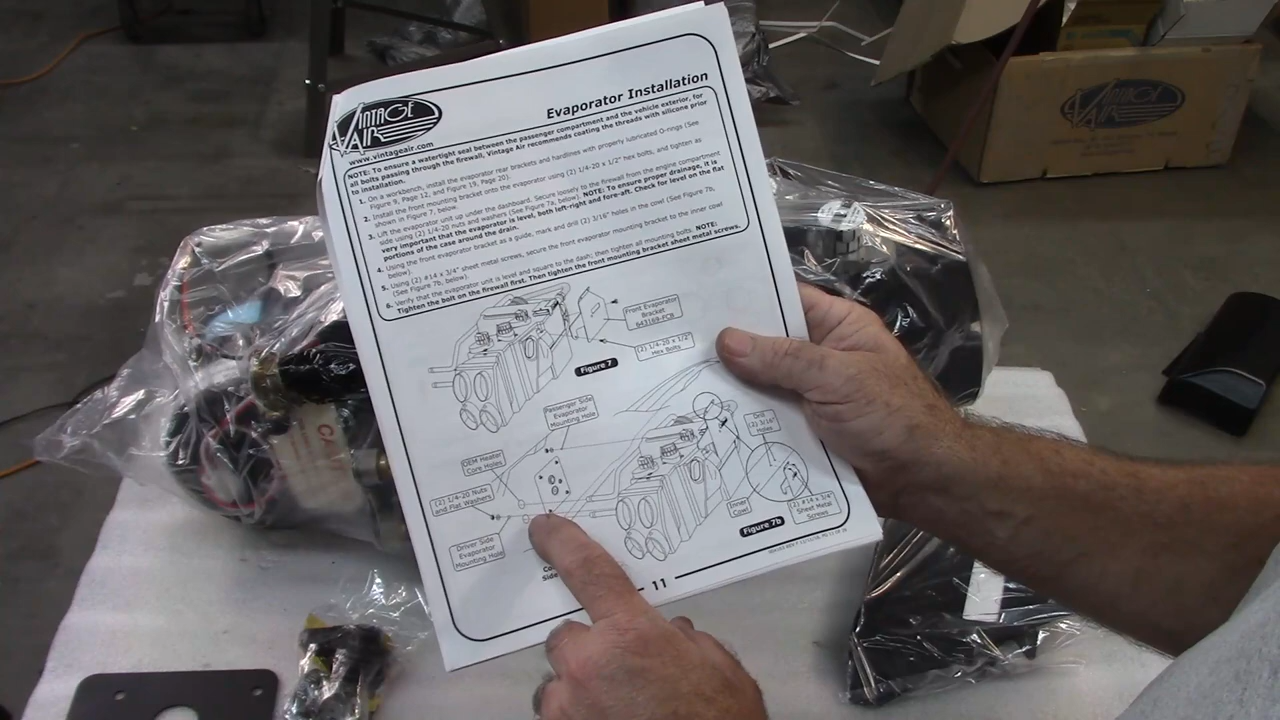 VINTAGE
AIR
www.vintageair.com
Evaporator Installation
NOTE: To ensure a watertight seal between the passenger compartment and the vehicle exterior, for
all bolts passing through the firewall, Vintage Air recommends coating the threads with silicone prior
to installation.
1. On a workbench, install the evaporator rear brackets and hardlines with properly lubricated O-rings (See
Figure 9, Page 12, and Figure 19, Page 20).
2. Install the front mounting bracket onto the evaporator using (2) 1/4-20 x 1/2" hex bolts, and tighten as
shown in Figure 7, below.
3. Lift the evaporator unit up under the dashboard. Secure loosely to the firewall from the engine compartment
side using (2) 1/4-20 nuts and washers (See Figure 7a, below). NOTE: To ensure proper drainage, it is
very important that the evaporator is level, both left-right and fore-aft. Check for level on the flat
portions of the case around the drain.
4. Using the front evaporator bracket as a guide, mark and drill (2) 3/16" holes in the cowl (See Figure 7b,
below).
5. Using (2) #14 x 3/4" sheet metal screws, secure the front evaporator mounting bracket to the inner cowl
(See Figure 7b, below).
6. Verify that the evaporator unit is level and square to the dash; then tighten all mounting bolts. NOTE:
Tighten the bolt on the firewall first. Then tighten the front mounting bracket sheet metal screws.
Front Evaporator
Bracket
643169-FCB
(2) 1/4-20 x 1/2"
Hex Bolts
Figure 7
Passenger Side
Evaporator
Mounting Hole
OEM Heater
Core Holes
(2) 1/4-20 Nuts
and Flat Washers
Driver Side
Evaporator
Mounting Hole
Drill
(2) 3/16"
Holes
Inner
Cowl
(2) #14 x 3/4"
Sheet Metal
Screws
Figure 7b
11
VINTAGE
AIR